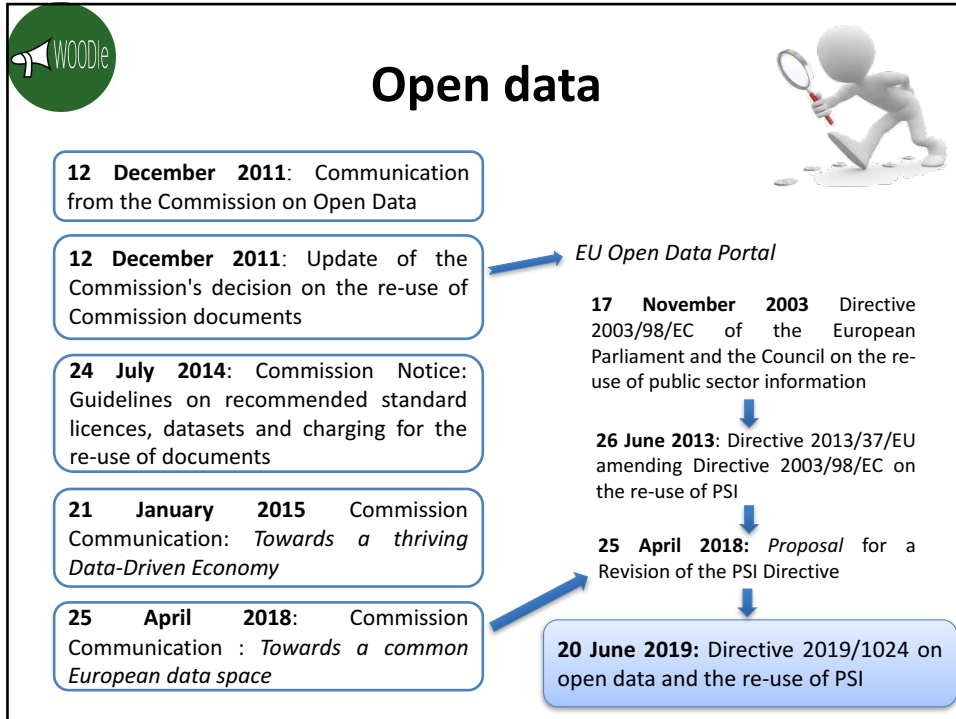 WOODIe
Open data
12 December 2011: Communication
from the Commission on Open Data
12 December 2011: Update of the
Commission's decision on the re-use of
Commission documents
24 July 2014: Commission Notice:
Guidelines on recommended standard
licences, datasets and charging for the
re-use of documents
21 January 2015 Commission
Communication: Towards a thriving
Data-Driven Economy
25 April 2018: Commission
Communication : Towards a common
European data space
EU Open Data Portal
17 November 2003 Directive
2003/98/EC of the European
Parliament and the Council on the re-
use of public sector information
26 June 2013: Directive 2013/37/EU
amending Directive 2003/98/EC on
the re-use of PSI
25 April 2018: Proposal for a
Revision of the PSI Directive
20 June 2019: Directive 2019/1024 on
open data and the re-use of PSI